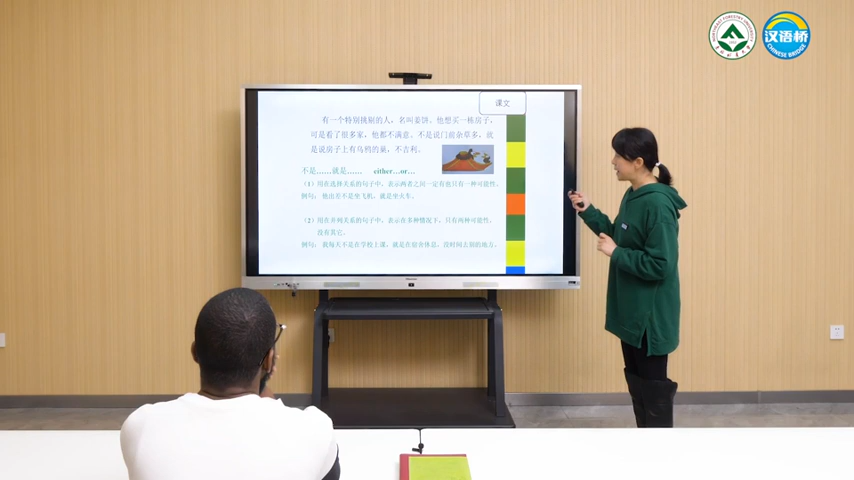 NORTHEAST FORESTRY UNIVERSITY
汉语桥
CHINESE BRIDGE
课文
有一个特别挑剔的人，名叫姜饼。他想买一栋房子，
可是看了很多家，他都不满意。不是说门前杂草多，就
是说房子上有乌鸦的巢，不吉利。
不是……就是…… either…or…
（1）用在选择关系的句子中，表示两者之间一定有也只有一种可能性。
例句：他出差不是坐飞机，就是坐火车。
（2）用在并列关系的句子中，表示在多种情况下，只有两种可能性，
没有其它。
例句：我每天不是在学校上课，就是在宿舍休息，没时间去别的地方。